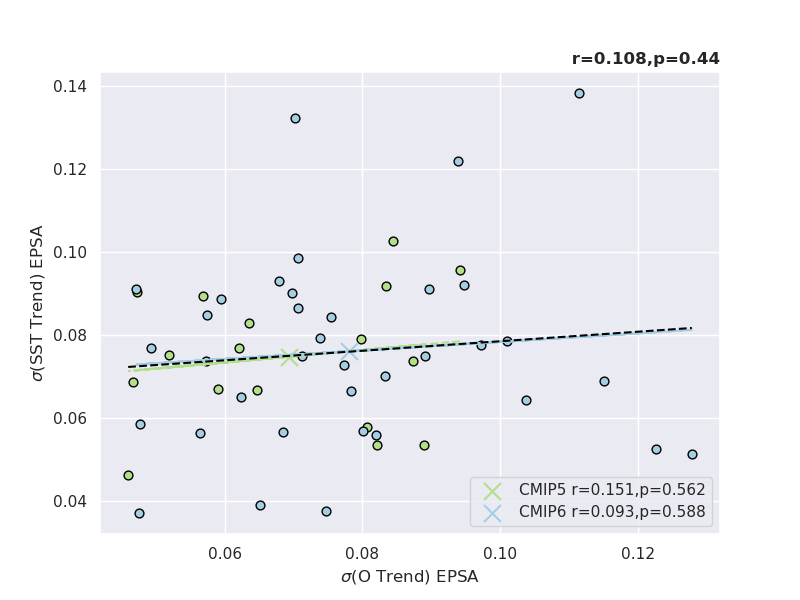 r=0.108,p=0.44
0.14
0.12
0.10
0.08
0.06
0.04
σ(SST Trend) EPSA
CMIP5 r=0.151,p=0.562
CMIP6 r=0.093,p=0.588
0.06 0.08 0.10 0.12
σ(O Trend) EPSA